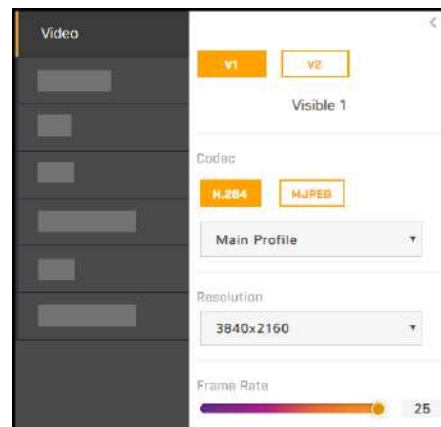 Video
V1 V2
Visible 1
Codec
H.264 MJPEG
Main Profile
Resolution
3840x2160
Frame Rate
25